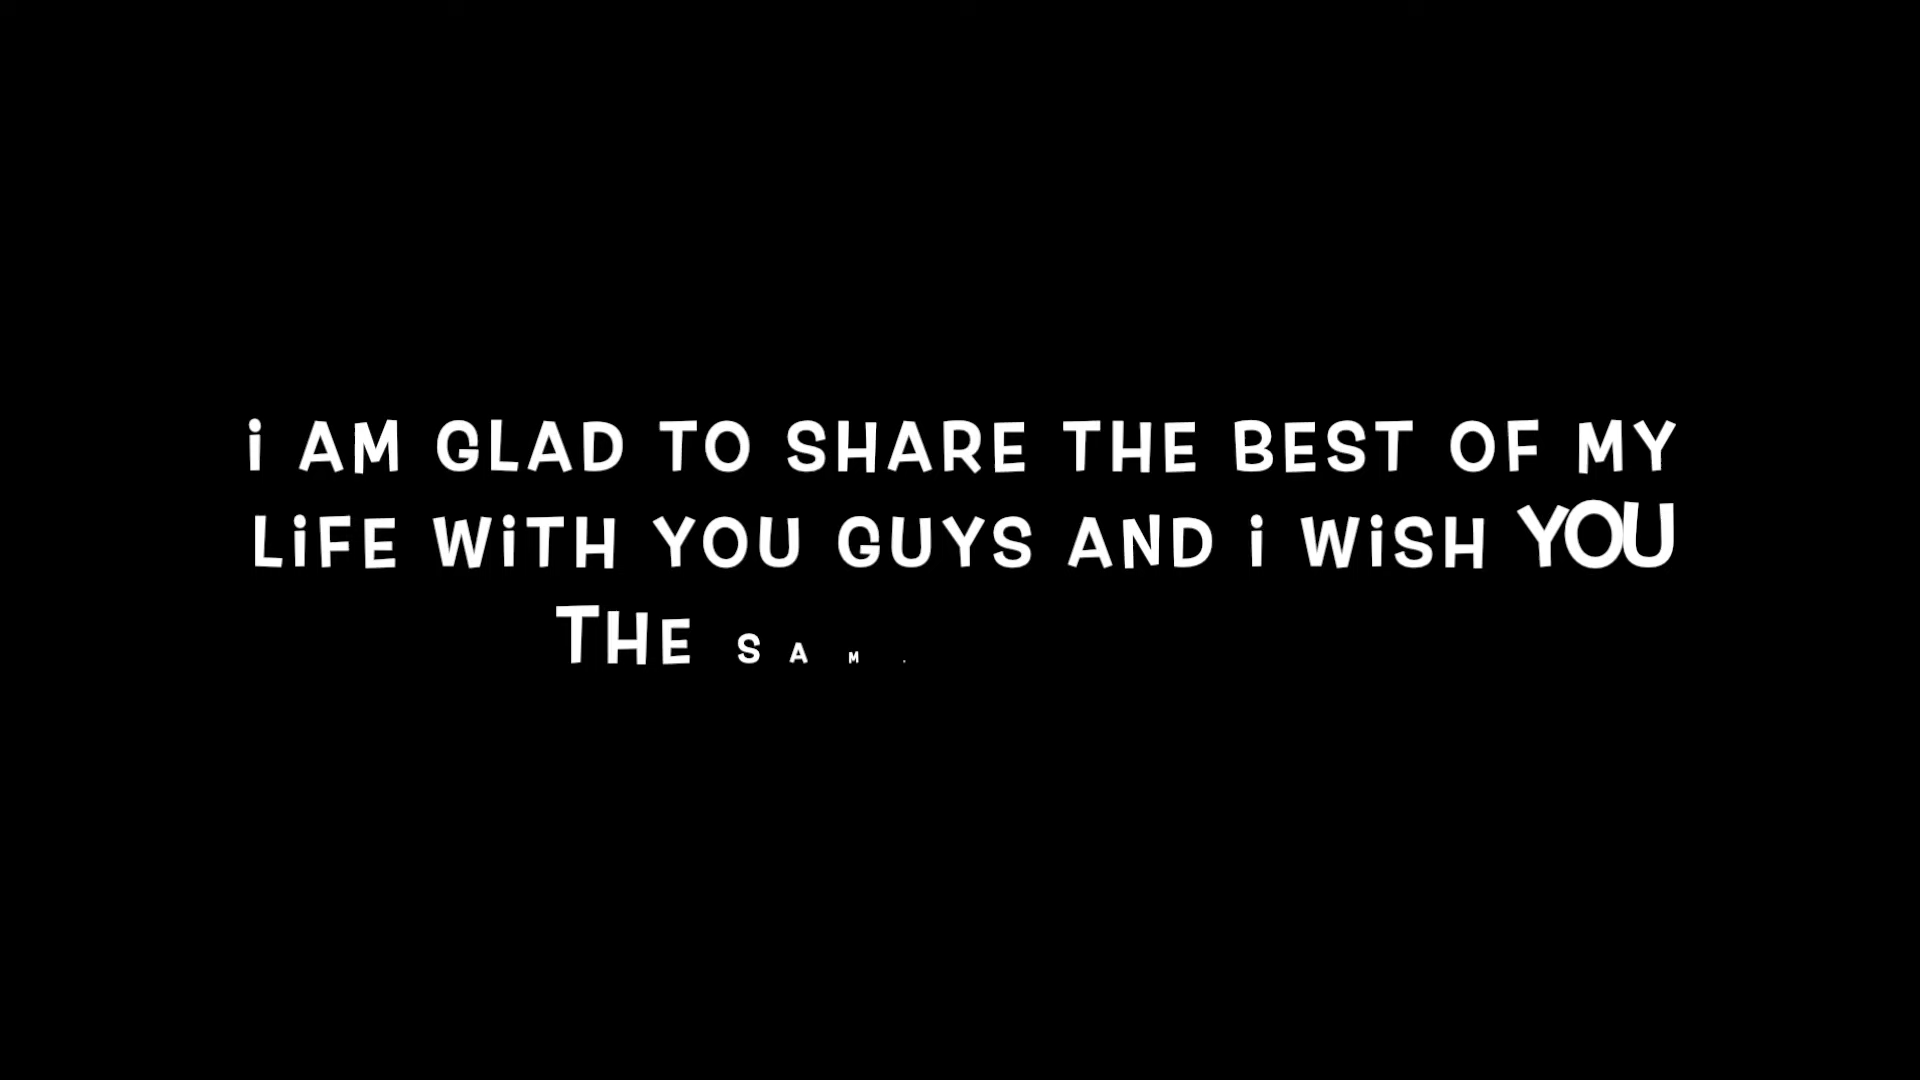 i AM GLAD TO SHARE THE BEST OF MY
LiFE WiTH YOU GUYS AND i WiSH YOU
THE SAM